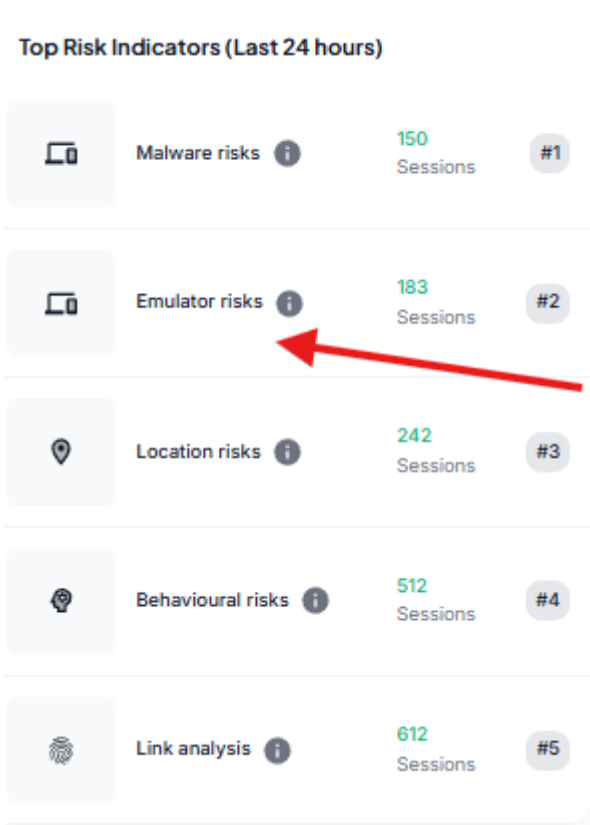 Top Risk Indicators (Last 24 hours)
Malware risks
150
Sessions
#1
Emulator risks
183
Sessions
#2
Location risks
242
Sessions
#3
Behavioural risks
512
Sessions
#4
Link analysis
612
Sessions
#5